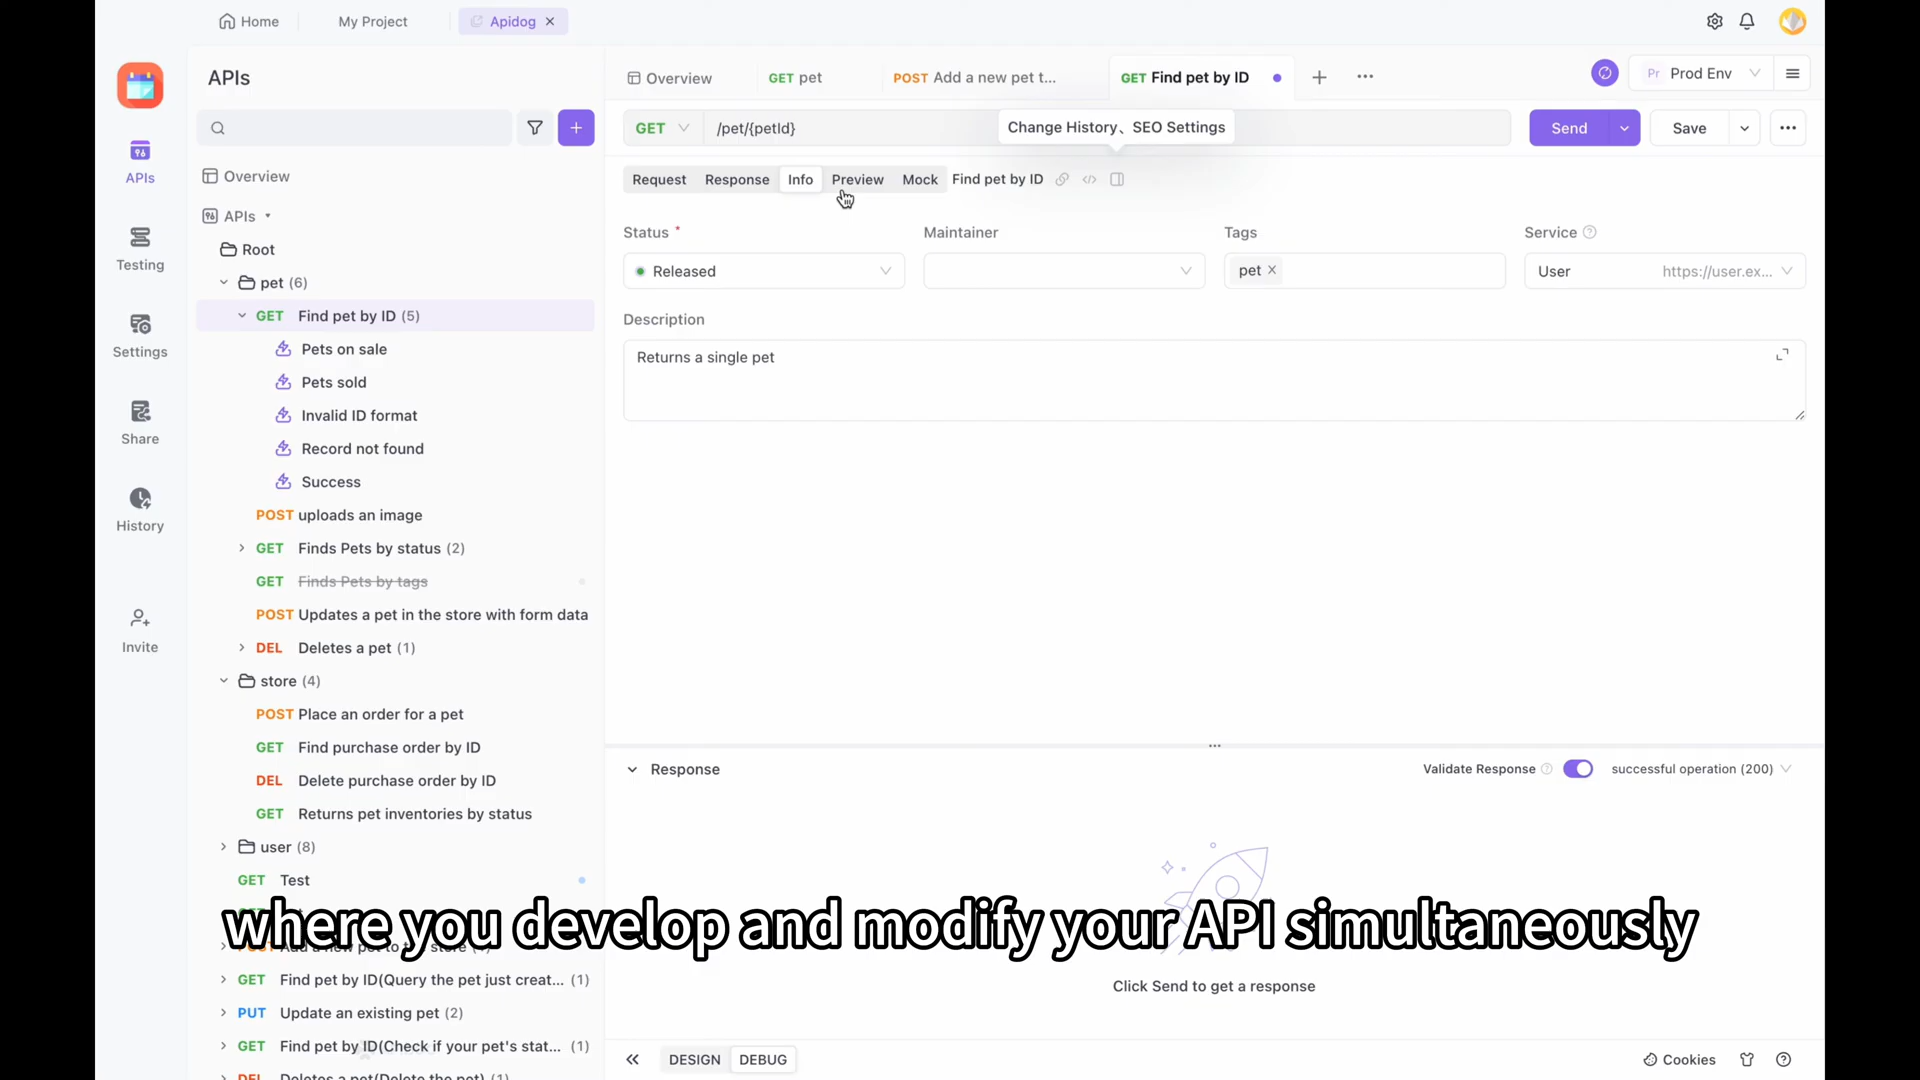 Home
My Project
Apidog
APIs
Overview
GET pet
POST Add a new pet t...
GET Find pet by ID
Pr Prod Env
GET
/pet/{petId}
Change History、SEO Settings
Send
Save
Request
Response
Info
Preview
Mock
Find pet by ID
Status *
Maintainer
Tags
Service
Released
pet
User
https://user.ex...
Description
Returns a single pet
APIs
Testing
Settings
Share
History
Invite
Overview
APIs
Root
pet (6)
GET Find pet by ID (5)
Pets on sale
Pets sold
Invalid ID format
Record not found
Success
POST uploads an image
GET Finds Pets by status (2)
GET Finds Pets by tags
POST Updates a pet in the store with form data
DEL Deletes a pet (1)
store (4)
POST Place an order for a pet
GET Find purchase order by ID
DEL Delete purchase order by ID
GET Returns pet inventories by status
user (8)
GET Test
Response
Validate Response
successful operation (200)
where you develop and modify your API simultaneously
POST Add a new pet to the store
GET Find pet by ID(Query the pet just creat... (1)
PUT Update an existing pet (2)
GET Find pet by ID(Check if your pet's stat... (1)
DEL Deletes a pet(Delete the pet) (1)
Click Send to get a response
DESIGN
DEBUG
Cookies